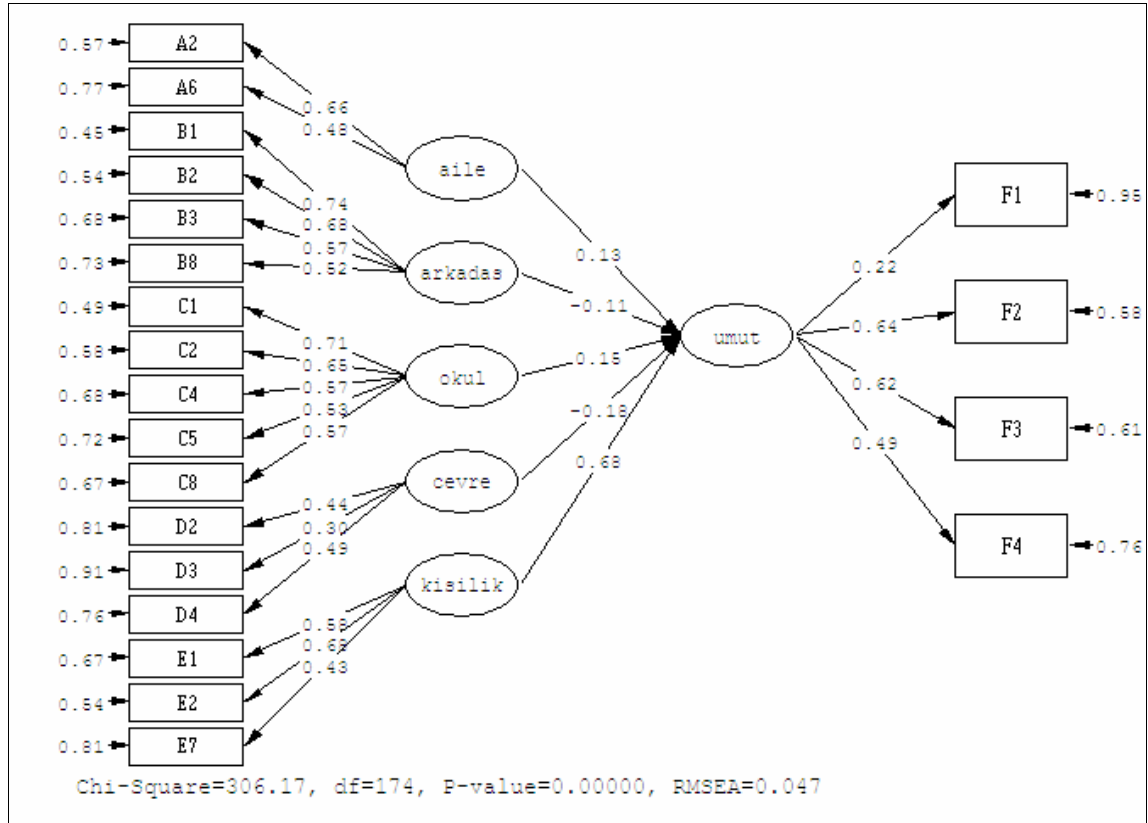 0.57 A2
0.77 A6
0.45 B1
0.54 B2
0.68 B3
0.73 B8
0.49 C1
0.58 C2
0.68 C4
0.72 C5
0.67 C8
0.81 D2
0.91 D3
0.76 D4
0.67 E1
0.54 E2
0.81 E7
0.66
0.48
0.74
0.68
0.57
0.52
0.71
0.65
0.57
0.53
0.57
0.44
0.30
0.49
0.58
0.68
0.43
aile
arkadas
okul
cevre
kisilik
0.13
-0.11
0.15
-0.18
0.68
umut
0.22
0.64
0.62
0.49
F1 0.95
F2 0.58
F3 0.61
F4 0.76
Chi-Square=306.17, df=174, P-value=0.00000, RMSEA=0.047